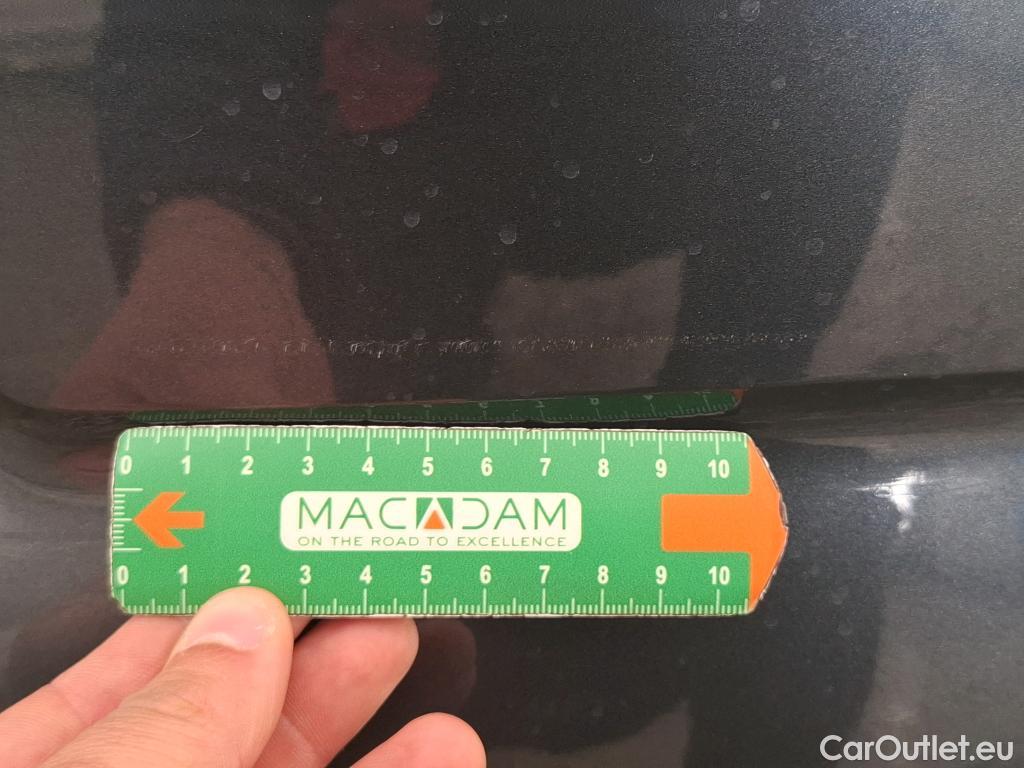 0 1 2 3 4 5 6 7 8 9 10
MACADAM
ON THE ROAD TO EXCELLENCE
0 1 2 3 4 5 6 7 8 9 10
CarOutlet.eu